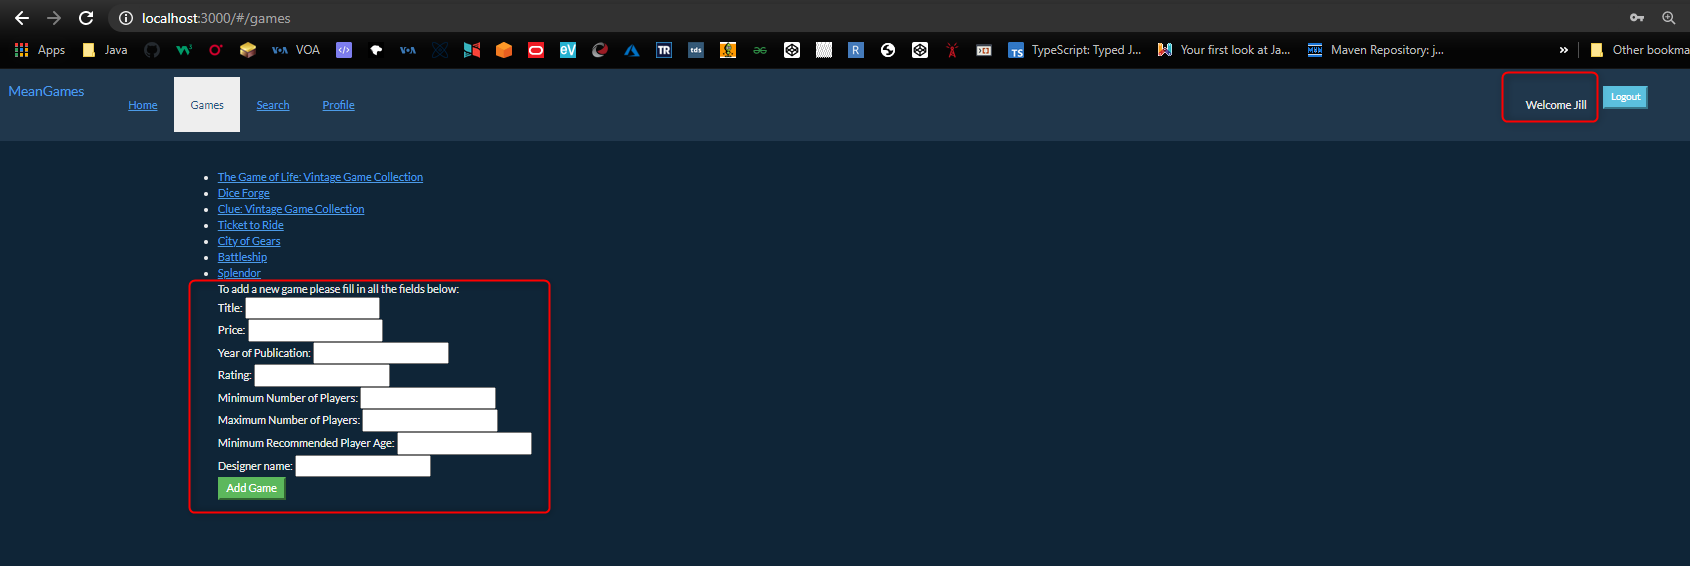 localhost:3000/#/games
Apps Java VOA TypeScript: Typed J... Your first look at Ja... Maven Repository: j... » Other bookma
MeanGames Home Games Search Profile Welcome Jill Logout
The Game of Life: Vintage Game Collection
Dice Forge
Clue: Vintage Game Collection
Ticket to Ride
City of Gears
Battleship
Splendor
To add a new game please fill in all the fields below:
Title:
Price:
Year of Publication:
Rating:
Minimum Number of Players:
Maximum Number of Players:
Minimum Recommended Player Age:
Designer name:
Add Game